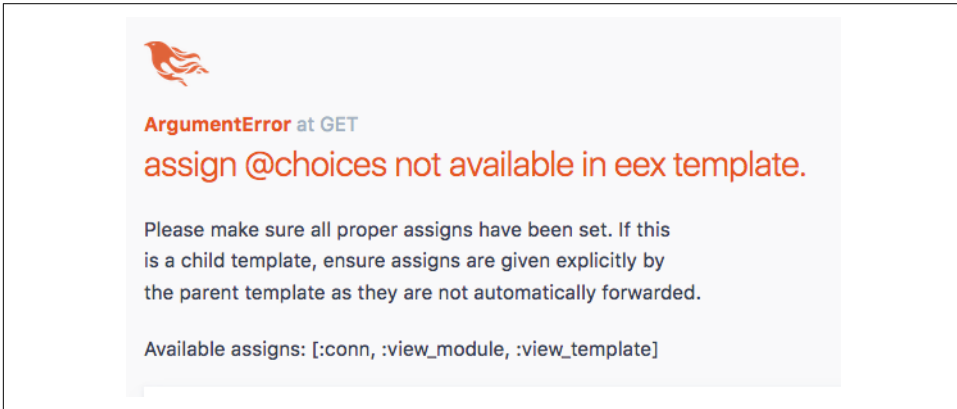 ArgumentError at GET
assign @choices not available in eex template.
Please make sure all proper assigns have been set. If this
is a child template, ensure assigns are given explicitly by
the parent template as they are not automatically forwarded.
Available assigns: [:conn, :view_module, :view_template]